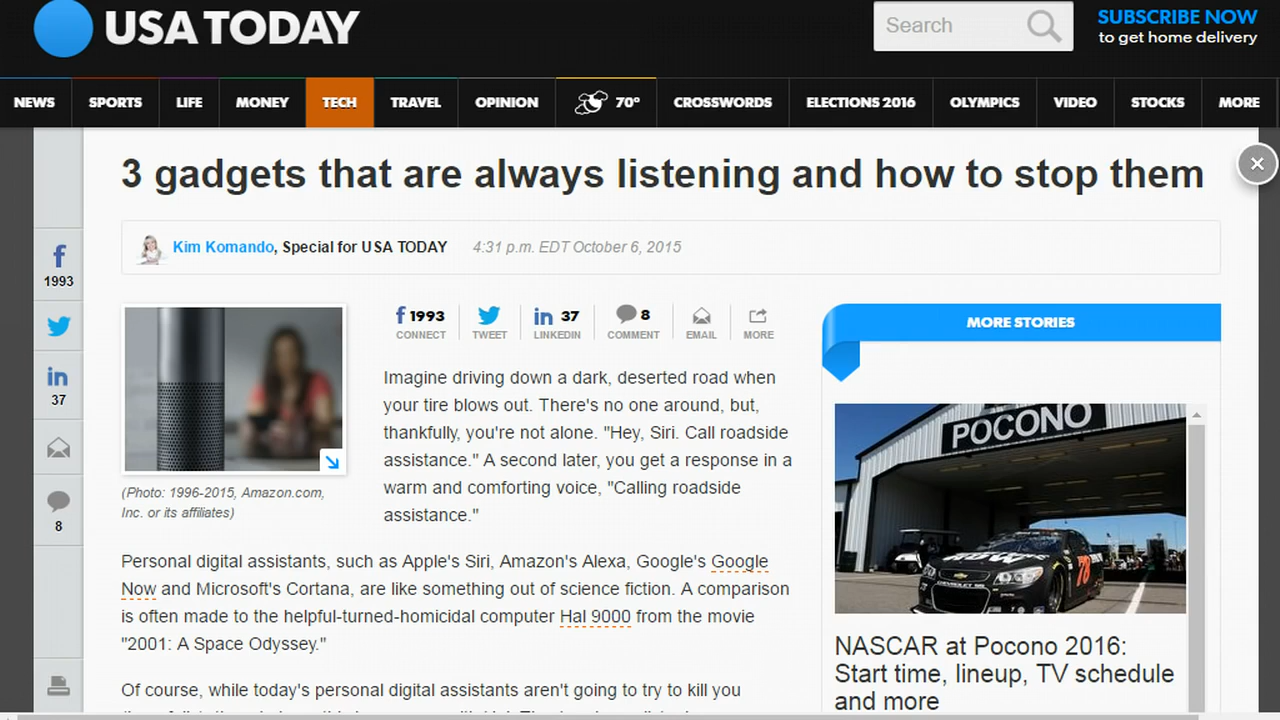 USA TODAY
Search
SUBSCRIBE NOW
to get home delivery
NEWS
SPORTS
LIFE
MONEY
TECH
TRAVEL
OPINION
70°
CROSSWORDS
ELECTIONS 2016
OLYMPICS
VIDEO
STOCKS
MORE
3 gadgets that are always listening and how to stop them
Kim Komando, Special for USA TODAY 4:31 p.m. EDT October 6, 2015
f
1993
in
37
8
f 1993
CONNECT
TWEET
in 37
LINKEDIN
8
COMMENT
EMAIL
MORE
(Photo: 1996-2015, Amazon.com,
Inc. or its affiliates)
Imagine driving down a dark, deserted road when
your tire blows out. There's no one around, but,
thankfully, you're not alone. "Hey, Siri. Call roadside
assistance." A second later, you get a response in a
warm and comforting voice, "Calling roadside
assistance."
Personal digital assistants, such as Apple's Siri, Amazon's Alexa, Google's Google
Now and Microsoft's Cortana, are like something out of science fiction. A comparison
is often made to the helpful-turned-homicidal computer Hal 9000 from the movie
"2001: A Space Odyssey."
Of course, while today's personal digital assistants aren't going to try to kill you
MORE STORIES
POCONO
78
NASCAR at Pocono 2016:
Start time, lineup, TV schedule
and more